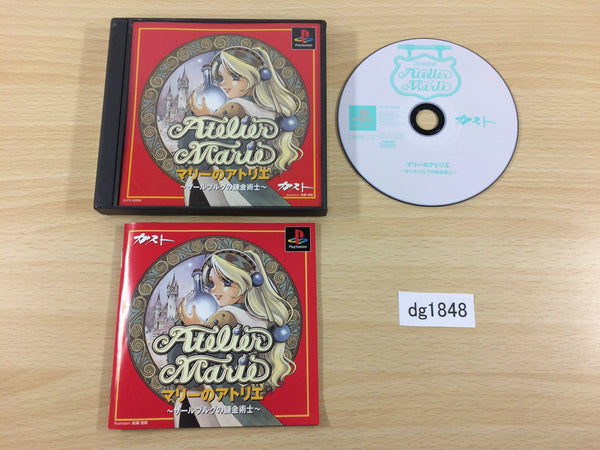 PlayStation
Atelier
Marie
マリーのアトリエ
〜ザールブルグの錬金術士〜
ガスト
Atelier
Marie
ガスト
マリーのアトリエ
〜ザールブルグの錬金術士〜
ガスト
PlayStation
Atelier
Marie
マリーのアトリエ
〜ザールブルグの錬金術士〜
dg1848